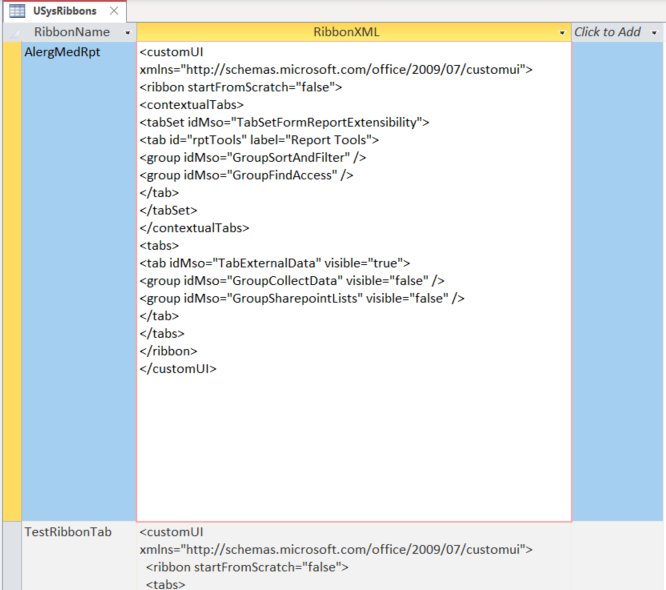 USysRibbons
RibbonName RibbonXML Click to Add
AlergMedRpt <customUI
xmlns="http://schemas.microsoft.com/office/2009/07/customui">
<ribbon startFromScratch="false">
<contextualTabs>
<tabSet idMso="TabSetFormReportExtensibility">
<tab id="rptTools" label="Report Tools">
<group idMso="GroupSortAndFilter" />
<group idMso="GroupFindAccess" />
</tab>
</tabSet>
</contextualTabs>
<tabs>
<tab idMso="TabExternalData" visible="true">
<group idMso="GroupCollectData" visible="false" />
<group idMso="GroupSharepointLists" visible="false" />
</tab>
</tabs>
</ribbon>
</customUI>
TestRibbonTab <customUI
xmlns="http://schemas.microsoft.com/office/2009/07/customui">
<ribbon startFromScratch="false">
<tabs>